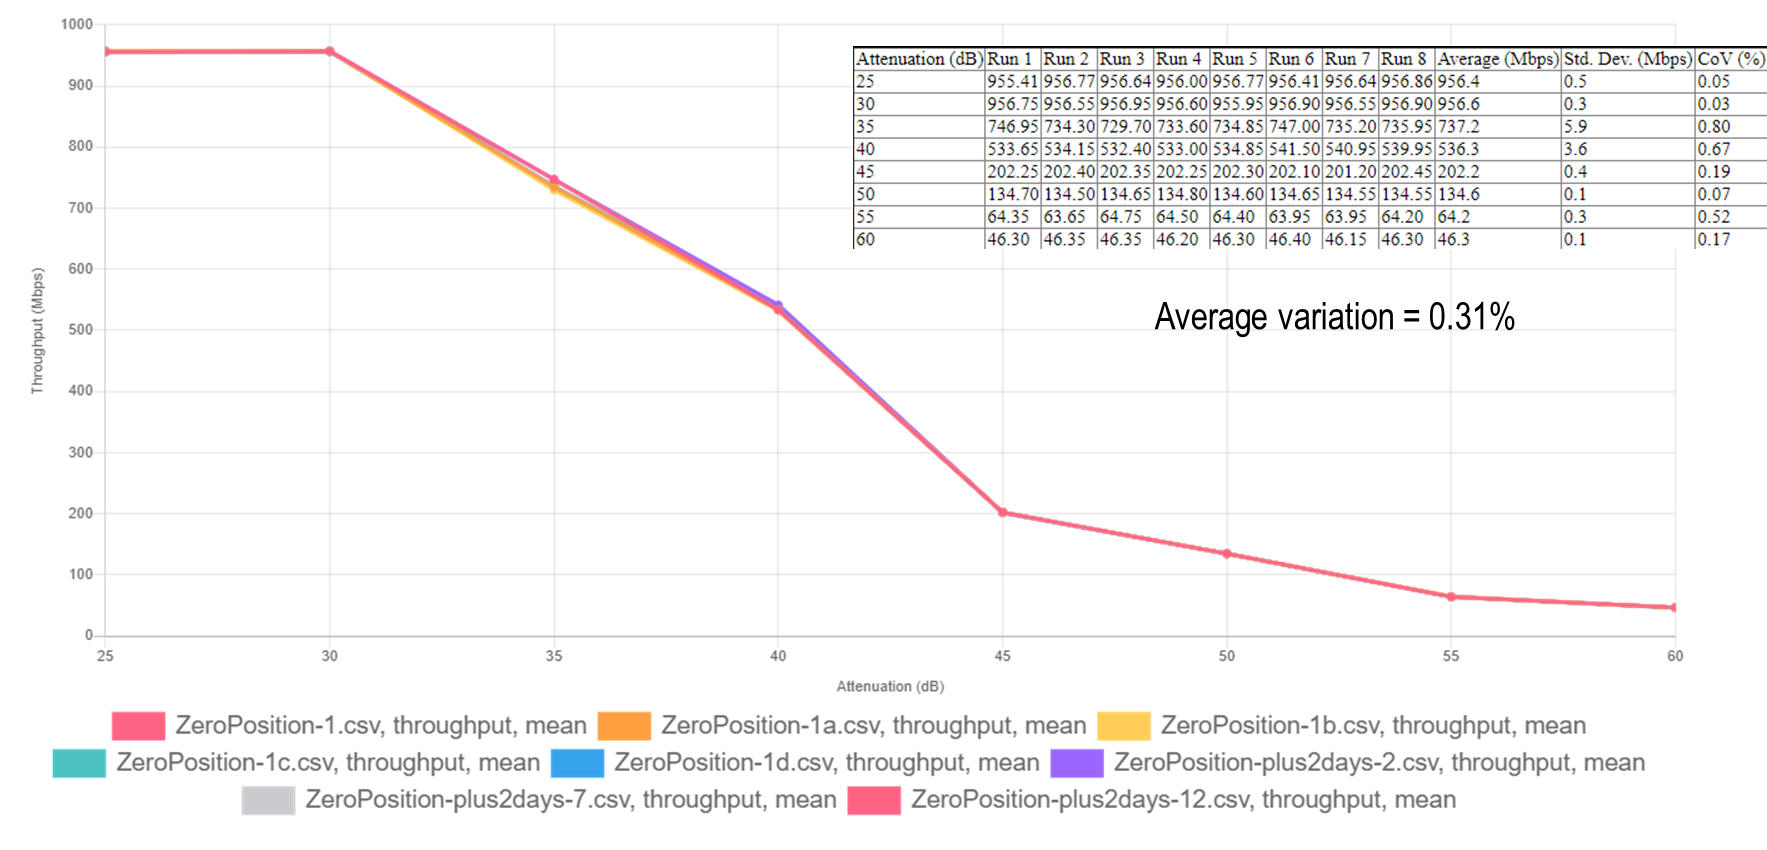 1000
900
800
700
600
500
400
300
200
100
0
Throughput (Mbps)
25 30 35 40 45 50 55 60
Attenuation (dB)
Attenuation (dB) Run 1 Run 2 Run 3 Run 4 Run 5 Run 6 Run 7 Run 8 Average (Mbps) Std. Dev. (Mbps) CoV (%)
25 955.41 956.77 956.64 956.00 956.77 956.41 956.64 956.86 956.4 0.5 0.05
30 956.75 956.55 956.95 956.60 955.95 956.90 956.55 956.90 956.6 0.3 0.03
35 746.95 734.30 729.70 733.60 734.85 747.00 735.20 735.95 737.2 5.9 0.80
40 533.65 534.15 532.40 533.00 534.85 541.50 540.95 539.95 536.3 3.6 0.67
45 202.25 202.40 202.35 202.25 202.30 202.10 201.20 202.45 202.2 0.4 0.19
50 134.70 134.50 134.65 134.80 134.60 134.65 134.55 134.55 134.6 0.1 0.07
55 64.35 63.65 64.75 64.50 64.40 63.95 63.95 64.20 64.2 0.3 0.52
60 46.30 46.35 46.35 46.20 46.30 46.40 46.15 46.30 46.3 0.1 0.17
Average variation = 0.31%
ZeroPosition-1.csv, throughput, mean ZeroPosition-1a.csv, throughput, mean ZeroPosition-1b.csv, throughput, mean
ZeroPosition-1c.csv, throughput, mean ZeroPosition-1d.csv, throughput, mean ZeroPosition-plus2days-2.csv, throughput, mean
ZeroPosition-plus2days-7.csv, throughput, mean ZeroPosition-plus2days-12.csv, throughput, mean